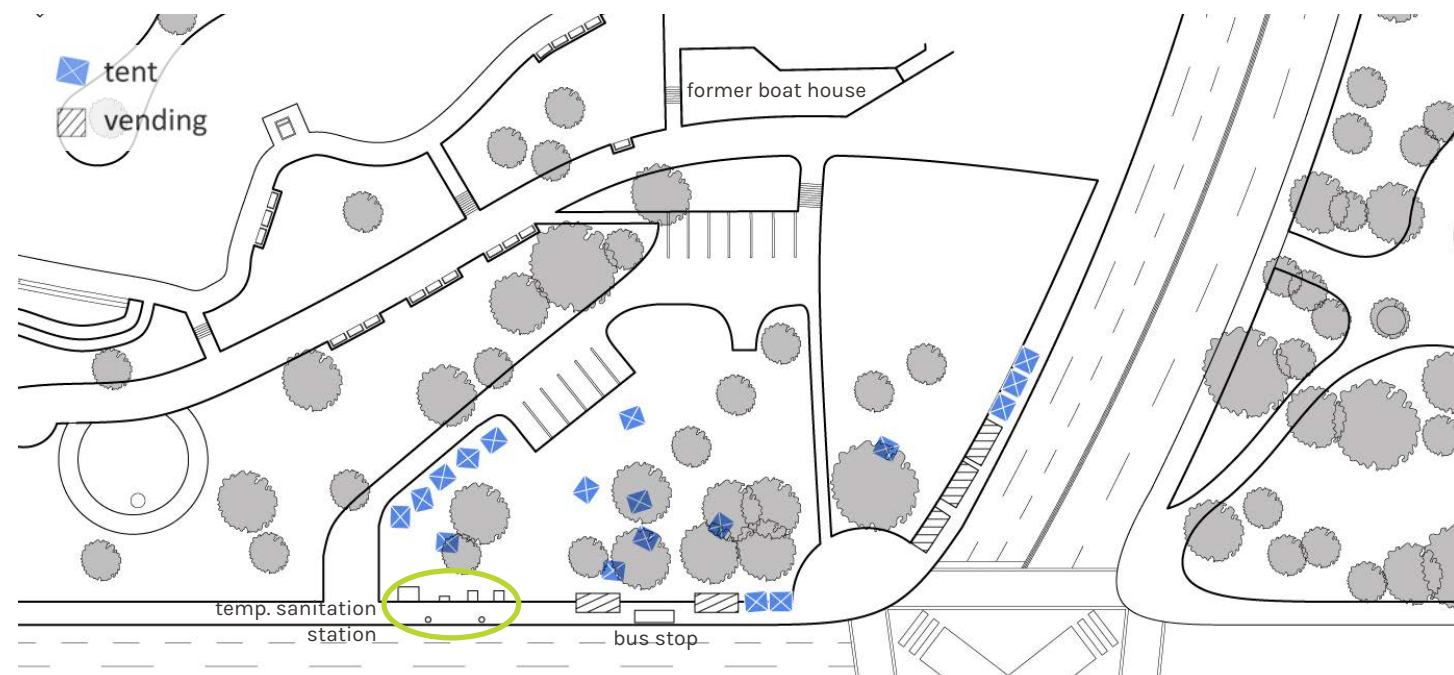 tent
vending
former boat house
temp. sanitation
station
bus stop